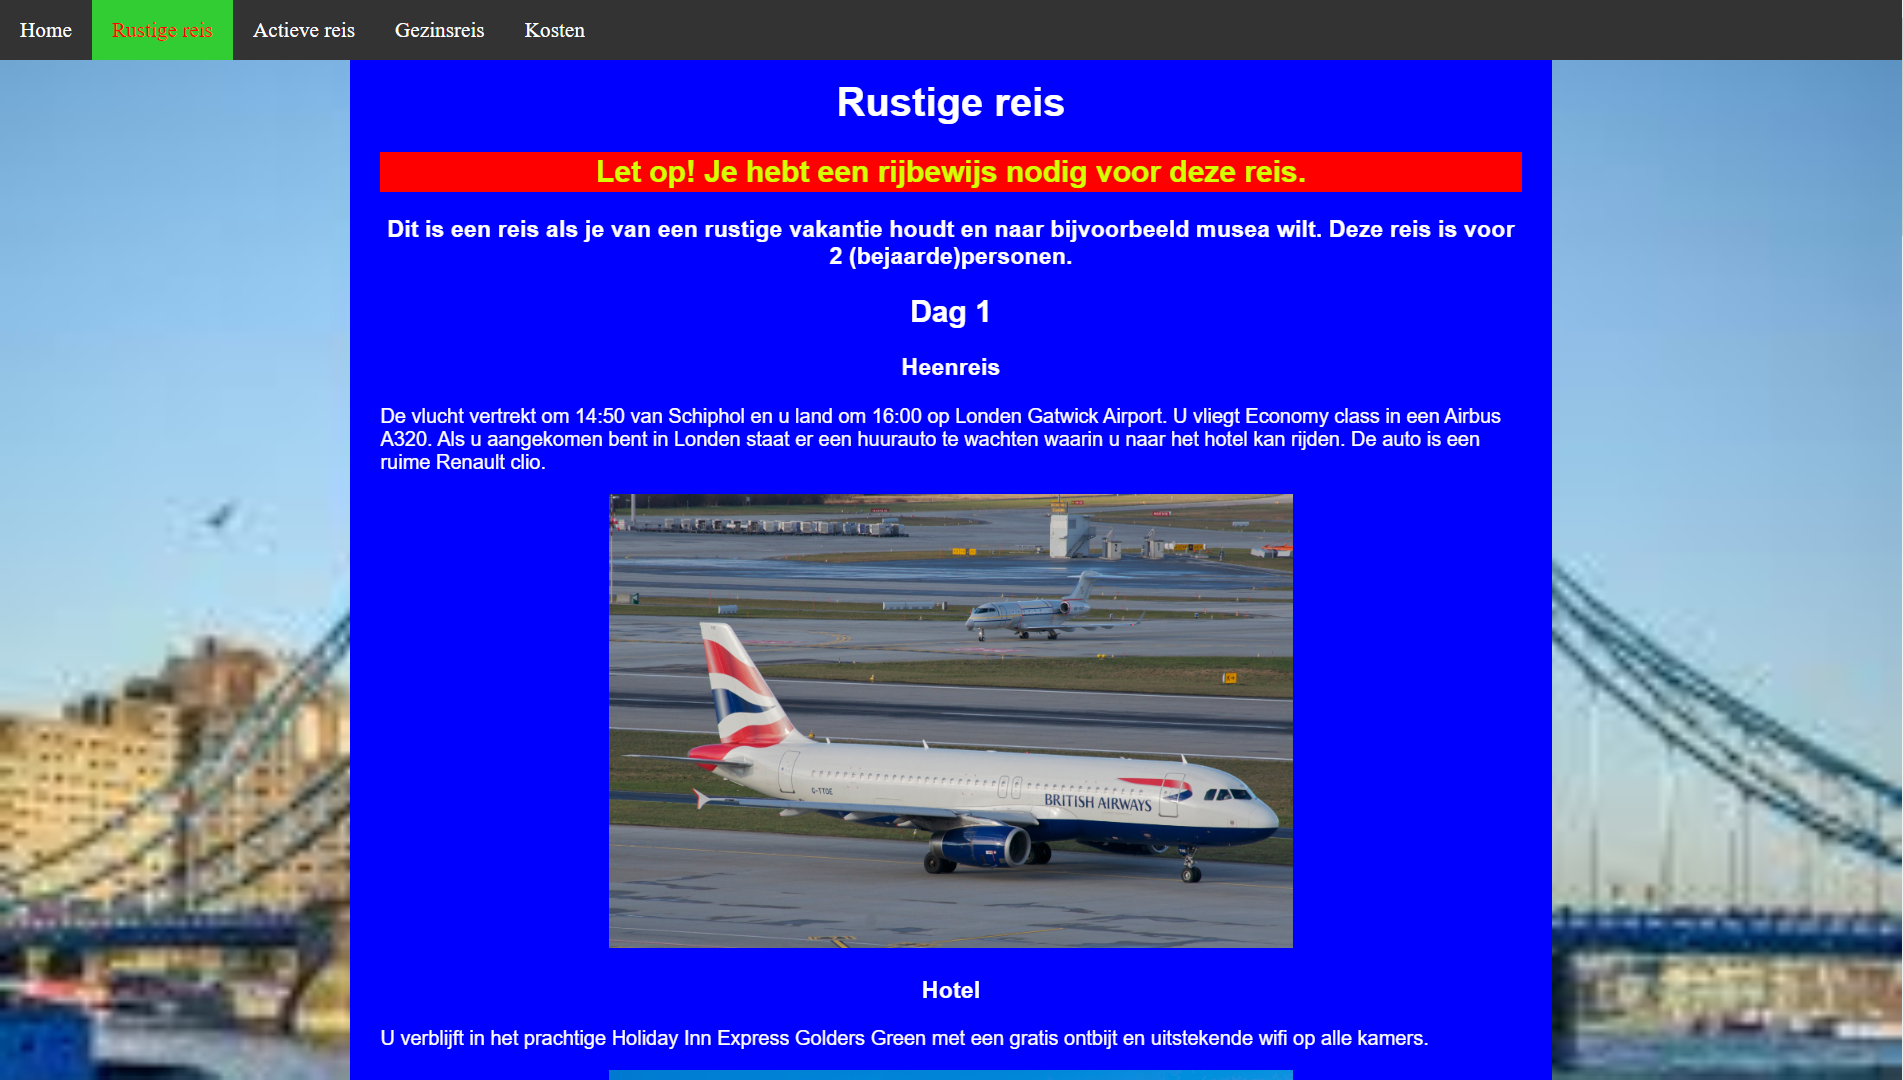 Home Rustige reis Actieve reis Gezinsreis Kosten
Rustige reis
Let op! Je hebt een rijbewijs nodig voor deze reis.
Dit is een reis als je van een rustige vakantie houdt en naar bijvoorbeeld musea wilt. Deze reis is voor
2 (bejaarde)personen.
Dag 1
Heenreis
De vlucht vertrekt om 14:50 van Schiphol en u land om 16:00 op Londen Gatwick Airport. U vliegt Economy class in een Airbus
A320. Als u aangekomen bent in Londen staat er een huurauto te wachten waarin u naar het hotel kan rijden. De auto is een
ruime Renault clio.
G-TTOE
BRITISH AIRWAYS
Hotel
U verblijft in het prachtige Holiday Inn Express Golders Green met een gratis ontbijt en uitstekende wifi op alle kamers.